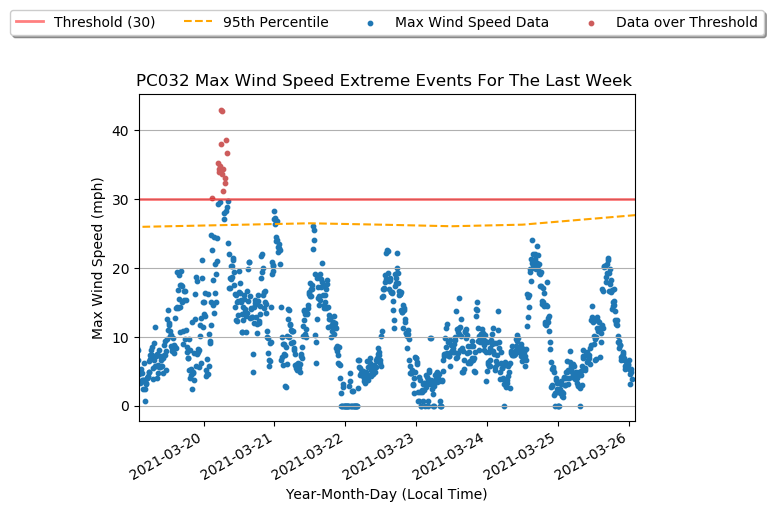 Threshold (30) 95th Percentile Max Wind Speed Data Data over Threshold
PC032 Max Wind Speed Extreme Events For The Last Week
Max Wind Speed (mph)
40
30
20
10
0
2021-03-20 2021-03-21 2021-03-22 2021-03-23 2021-03-24 2021-03-25 2021-03-26
Year-Month-Day (Local Time)